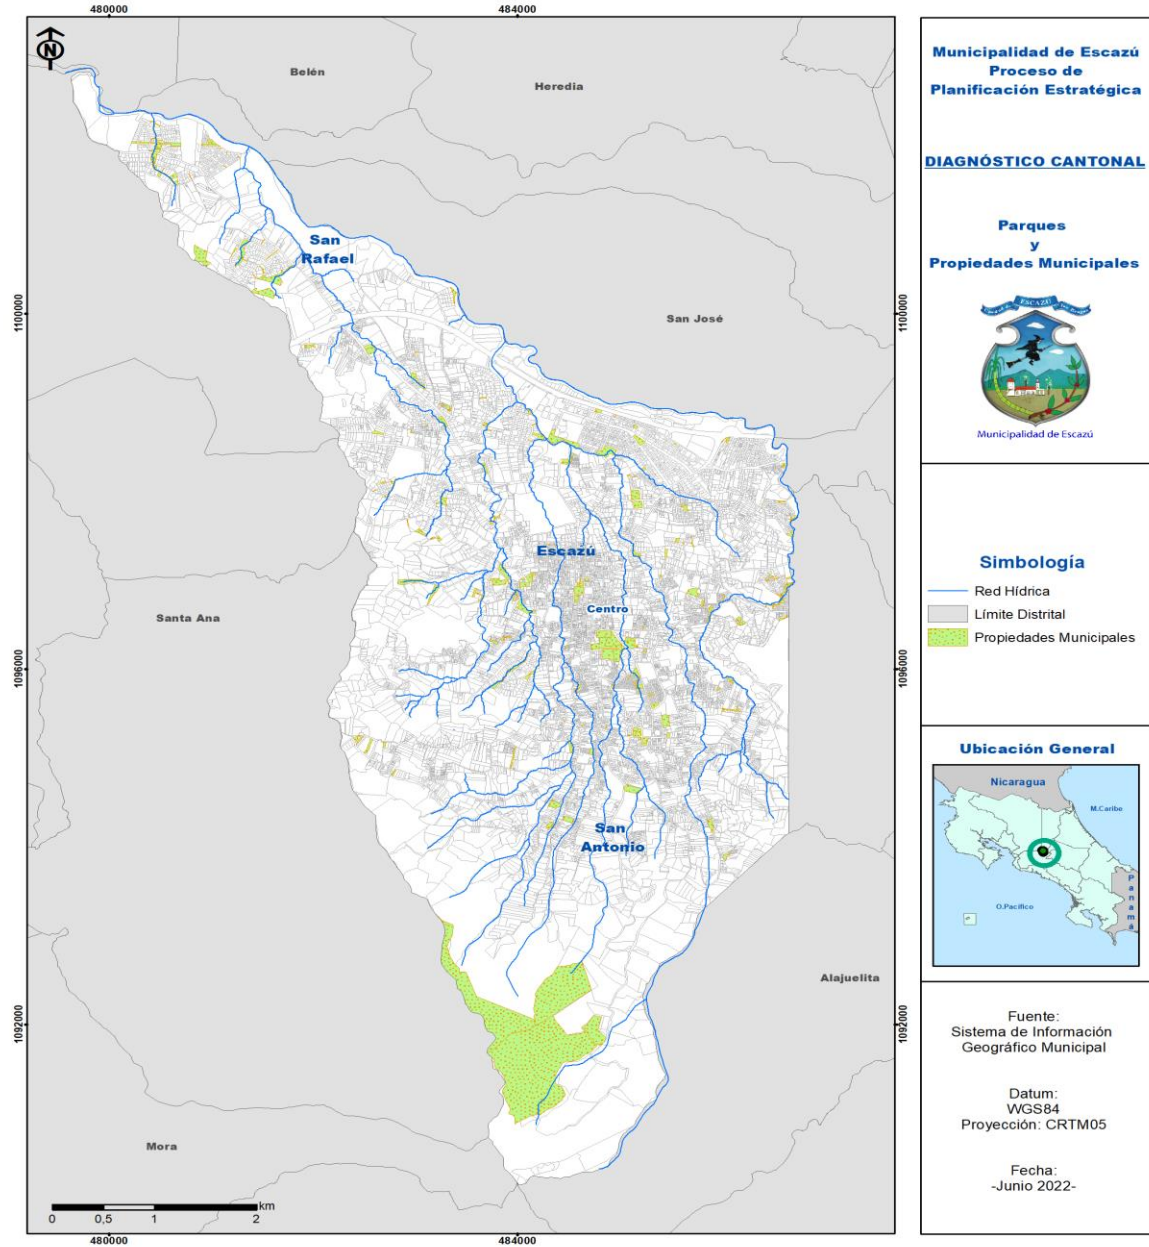 480000
484000
N
Belén
Heredia
San
Rafael
San José
1100000
1100000
Escazú
Centro
Santa Ana
1096000
1096000
San
Antonio
Alajuelita
1092000
1092000
Mora
km
0
0,5
1
2
480000
484000
Municipalidad de Escazú
Proceso de
Planificación Estratégica
DIAGNÓSTICO CANTONAL
Parques
y
Propiedades Municipales
ESCAZÚ
Municipalidad de Escazú
Simbología
Red Hídrica
Límite Distrital
Propiedades Municipales
Ubicación General
Nicaragua
M.Caribe
O.Pacífico
Panamá
Fuente:
Sistema de Información
Geográfico Municipal
Datum:
WGS84
Proyección: CRTM05
Fecha:
-Junio 2022-